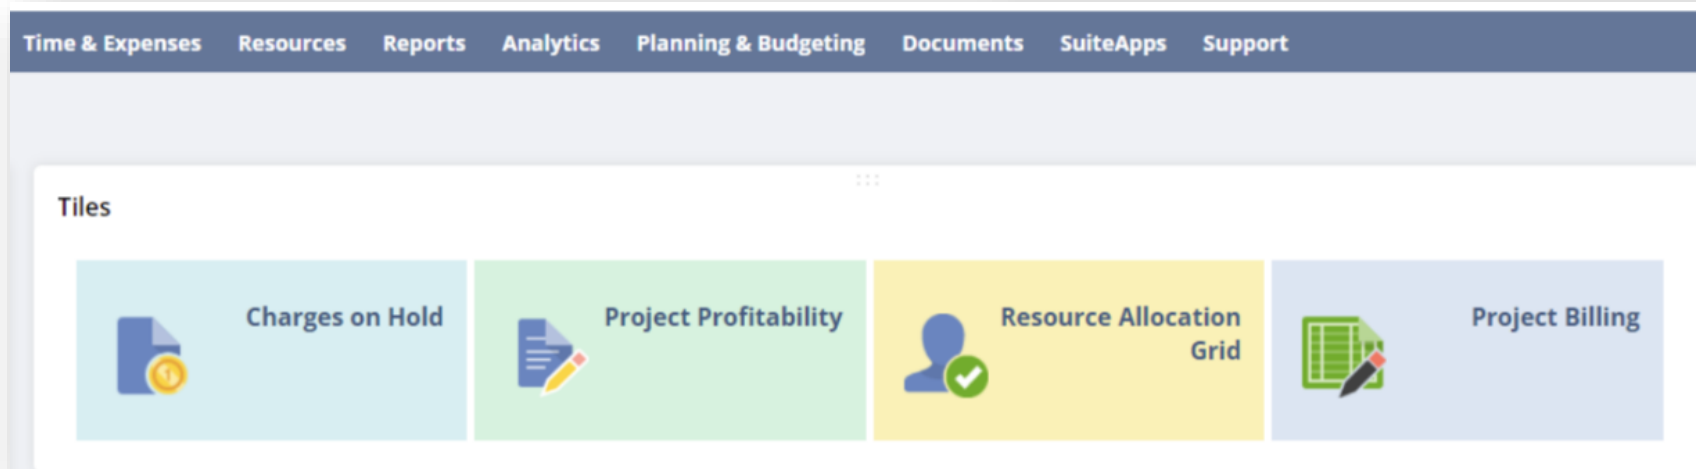 Time & Expenses Resources Reports Analytics Planning & Budgeting Documents SuiteApps Support
Tiles
Charges on Hold
Project Profitability
Resource Allocation
Grid
Project Billing
1